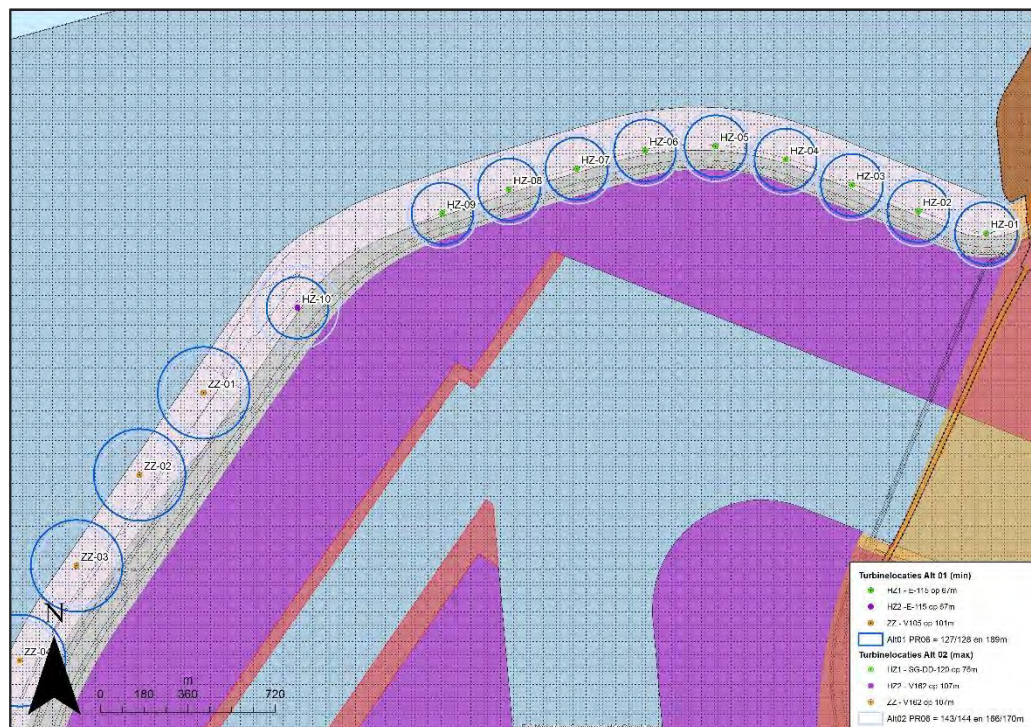 HZ-05
HZ-06
HZ-04
HZ-07
HZ-08
HZ-03
HZ-09
HZ-02
HZ-01
HZ-10
ZZ-01
ZZ-02
ZZ-03
N
ZZ-04
m
0 180 360 720
Turbinelocaties Alt 01 (min)
HZ1 - E-115 op 67m
HZ2 - E-115 op 67m
ZZ - V105 op 101m
Alt01 PR06 = 127/128 en 189m
Turbinelocaties Alt 02 (max)
HZ1 - SG-DD-120 op 76m
HZ2 - V162 op 107m
ZZ - V162 op 107m
Alt02 PR06 = 143/144 en 166/170m